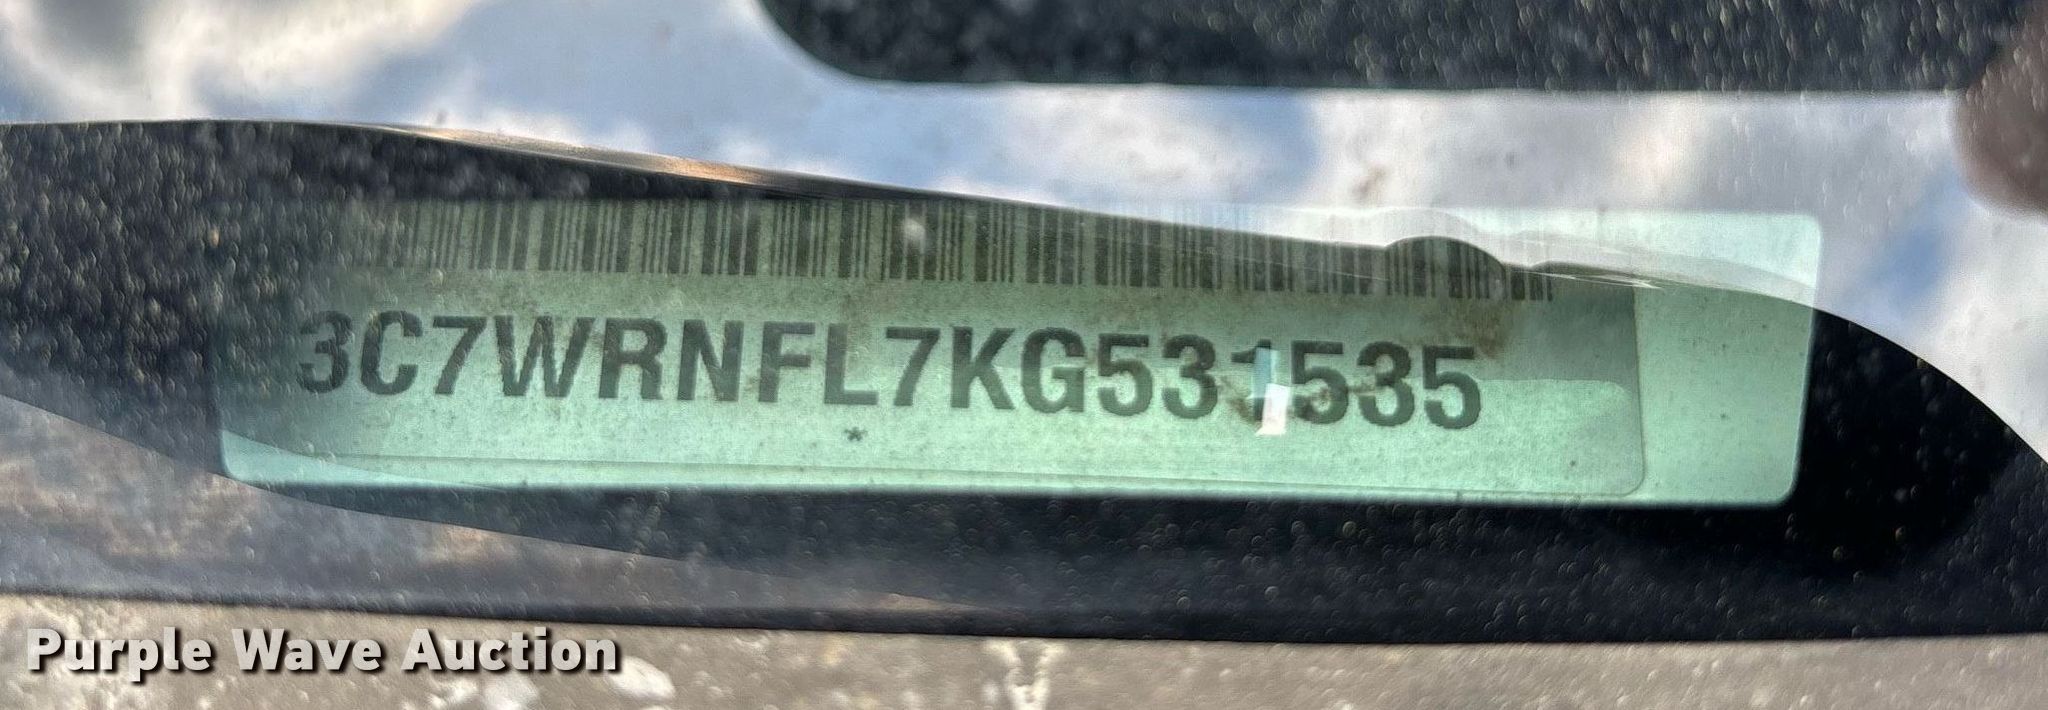 3C7WRNFL7KG531535
*
Purple Wave Auction